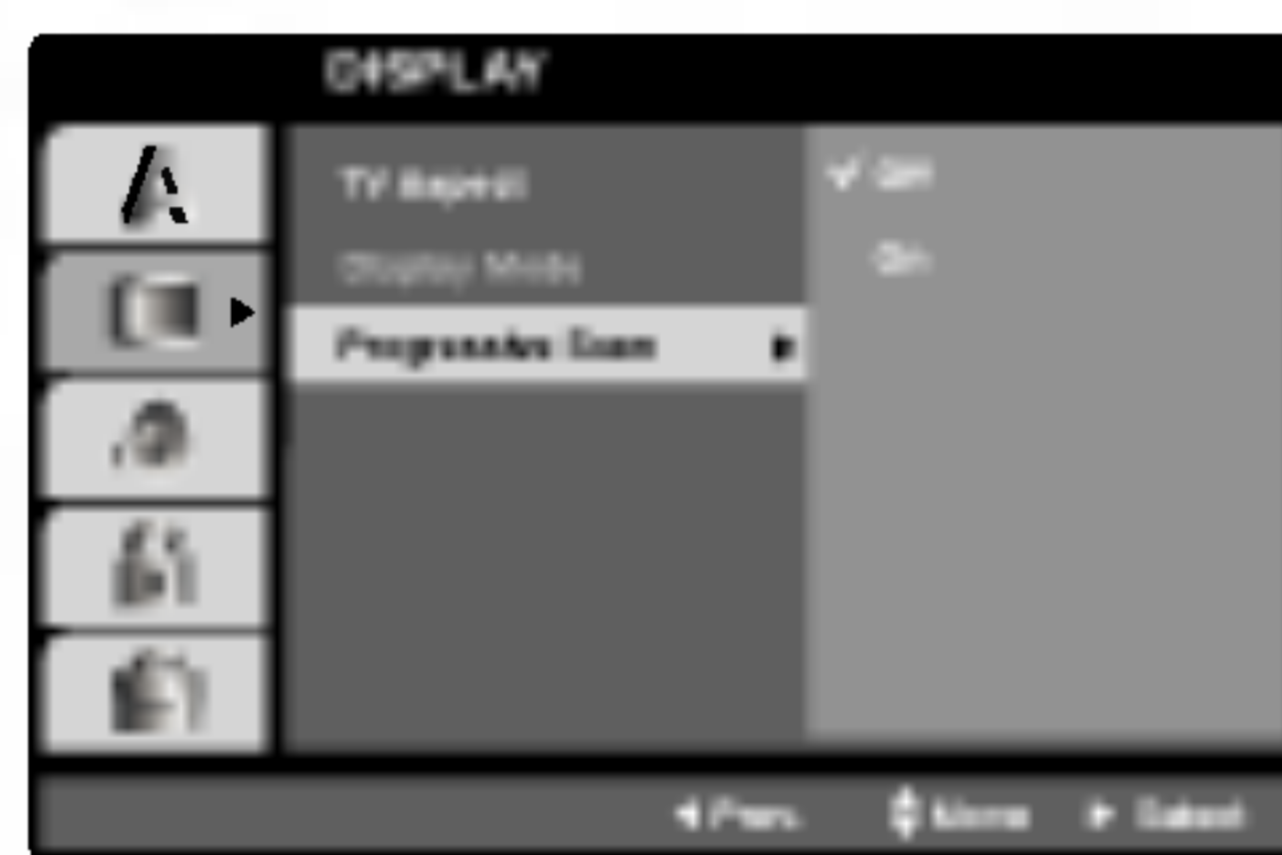 DISPLAY
A
TV Aspect
Display Mode
Progressive Scan
✓ Off
On
Prev.
Move
Select